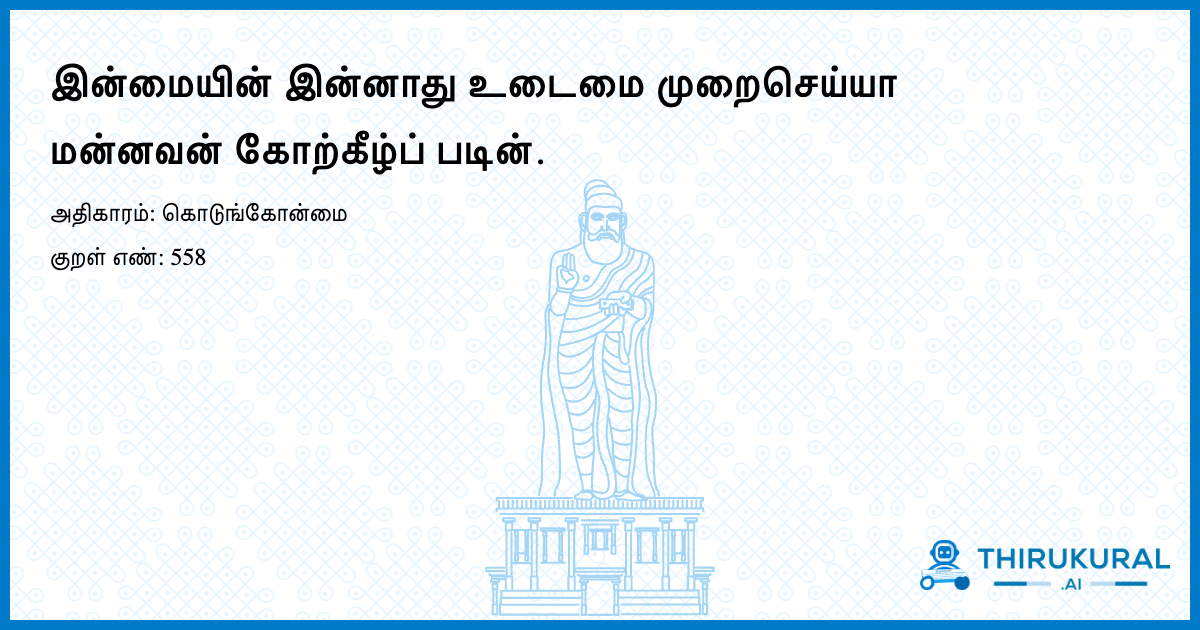 இன்மையின் இன்னாது உடைமை முறைசெய்யா
மன்னவன் கோற்கீழ்ப் படின்.
அதிகாரம்: கொடுங்கோன்மை
குறள் எண்: 558
THIRUKURAL
.AI